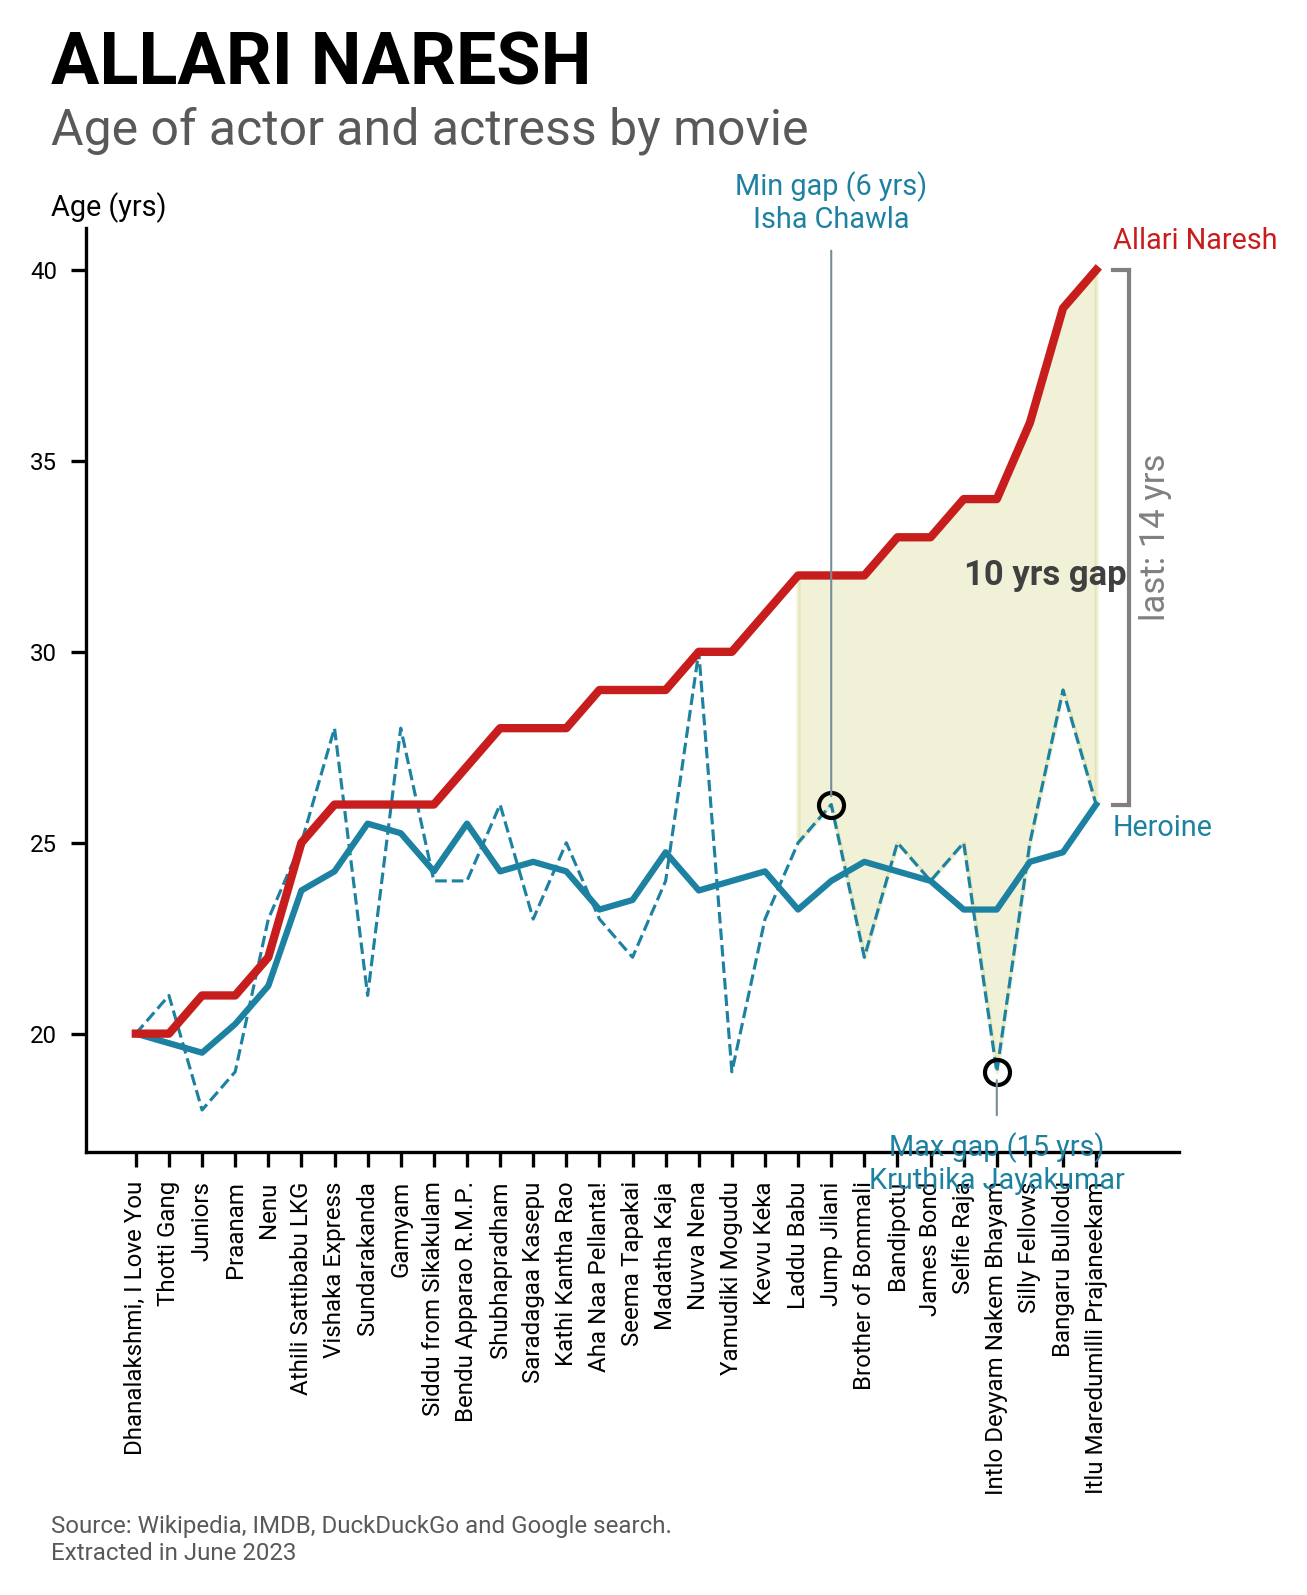 ALLARI NARESH
Age of actor and actress by movie
Min gap (6 yrs)
Isha Chawla
Age (yrs)
Allari Naresh
40
35
30
25
20
10 yrs gap
last: 14 yrs
Heroine
Max gap (15 yrs)
Kruthika Jayakumar
Dhanalakshmi, I Love You
Thotti Gang
Juniors
Praanam
Nenu
Athili Sattibabu LKG
Vishaka Express
Sundarakanda
Gamyam
Siddu from Sikakulam
Bendu Apparao R.M.P.
Shubhapradham
Saradagaa Kasepu
Kathi Kantha Rao
Aha Naa Pellanta!
Seema Tapakai
Madatha Kaja
Nuvva Nena
Yamudiki Mogudu
Kevvu Keka
Laddu Babu
Jump Jilani
Brother of Bommali
Bandipotu
James Bond
Selfie Raja
Intlo Deyyam Nakem Bhayam
Silly Fellows
Bangaru Bullodu
Itlu Maredumilli Prajaneekam
Source: Wikipedia, IMDB, DuckDuckGo and Google search.
Extracted in June 2023